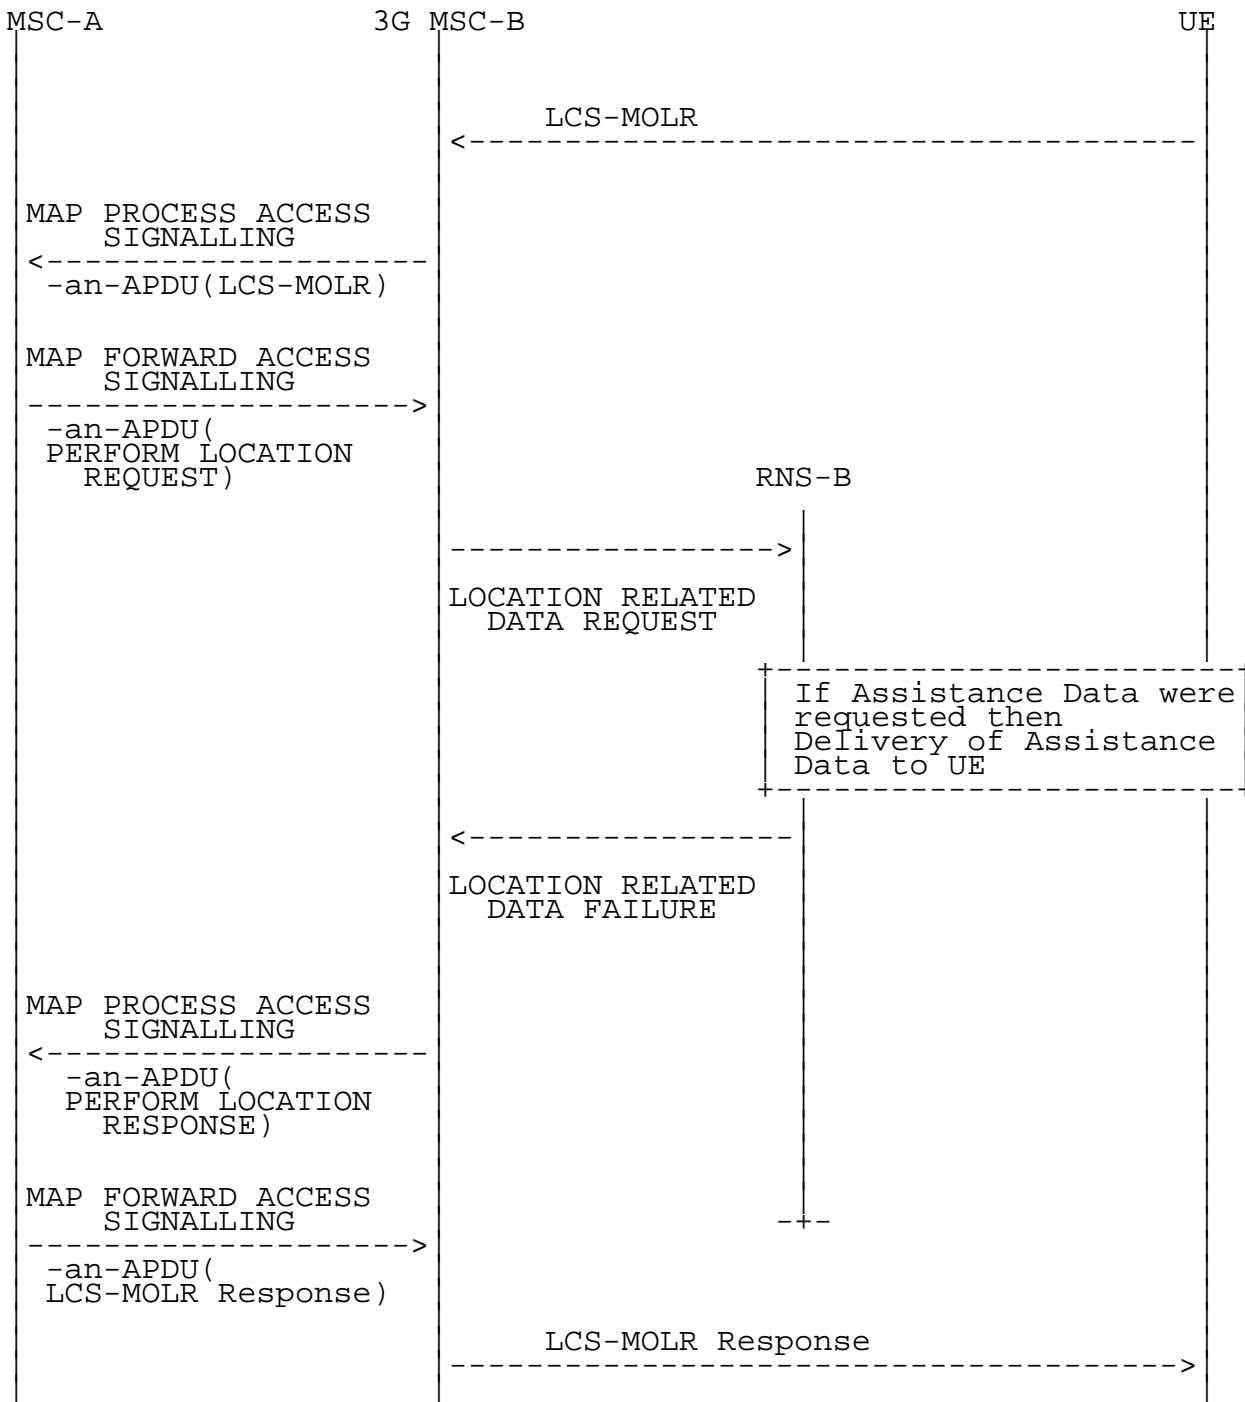 MSC-A 3G MSC-B UE
LCS-MOLR
MAP PROCESS ACCESS
SIGNALLING
-an-APDU(LCS-MOLR)
MAP FORWARD ACCESS
SIGNALLING
-an-APDU(
PERFORM LOCATION
REQUEST)
RNS-B
LOCATION RELATED
DATA REQUEST
If Assistance Data were
requested then
Delivery of Assistance
Data to UE
LOCATION RELATED
DATA FAILURE
MAP PROCESS ACCESS
SIGNALLING
-an-APDU(
PERFORM LOCATION
RESPONSE)
MAP FORWARD ACCESS
SIGNALLING
-an-APDU(
LCS-MOLR Response)
LCS-MOLR Response